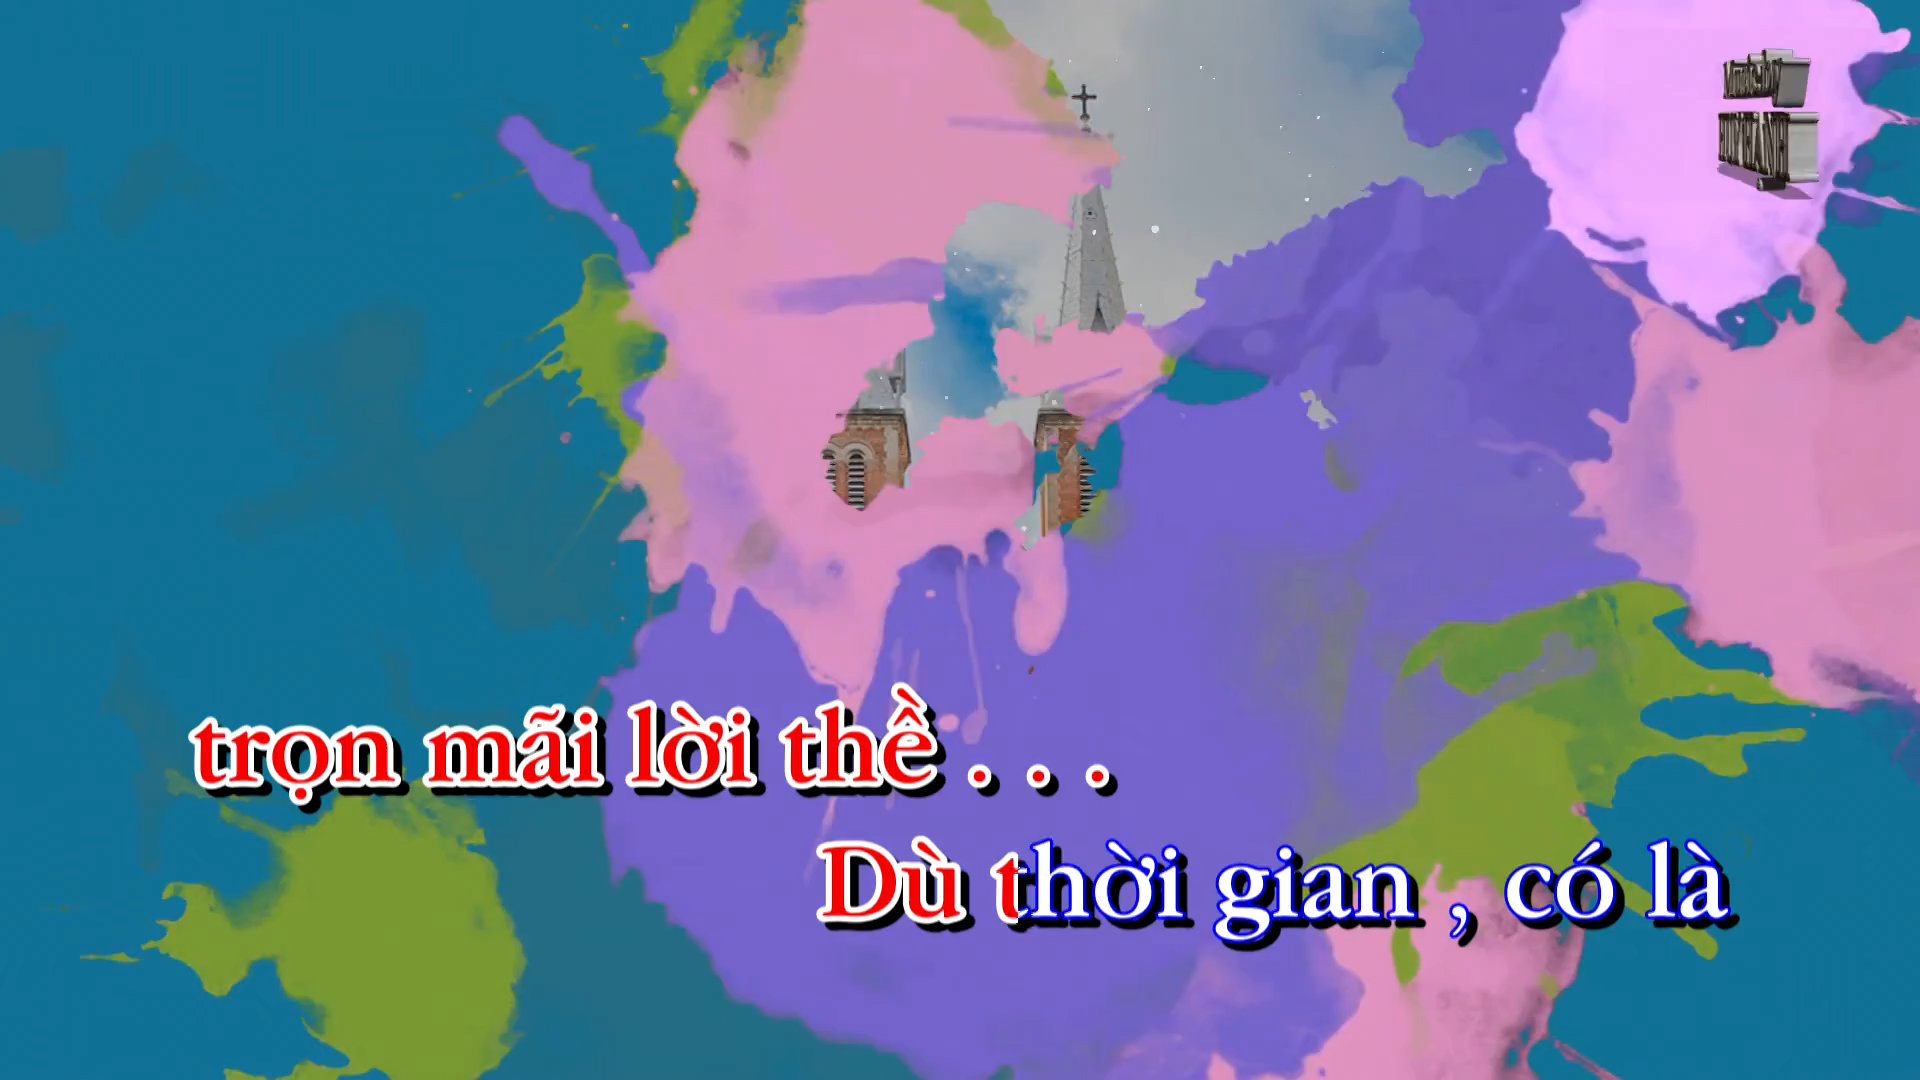 trọn mãi lời thề . . .
Dù thời gian , có là